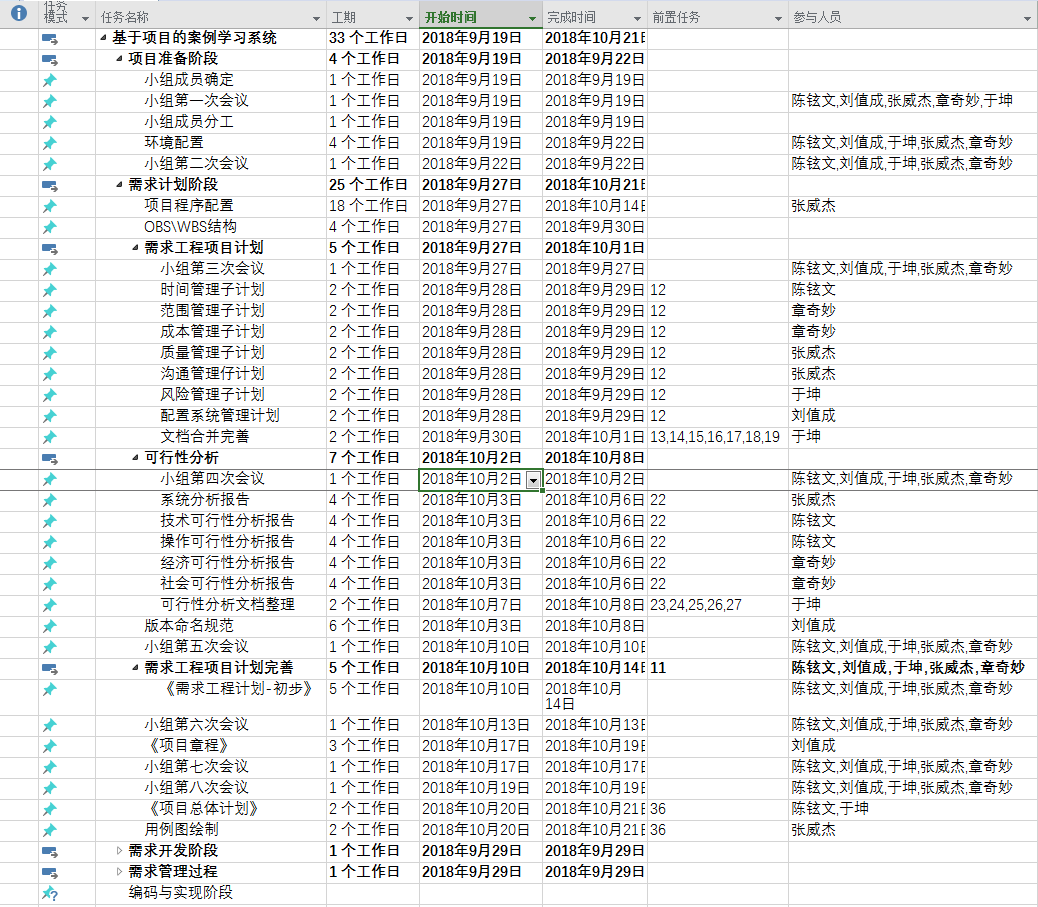 任务模式 任务名称 工期 开始时间 完成时间 前置任务 参与人员
基于项目的案例学习系统 33 个工作日 2018年9月19日 2018年10月21日
项目准备阶段 4 个工作日 2018年9月19日 2018年9月22日
小组成员确定 1 个工作日 2018年9月19日 2018年9月19日
小组第一次会议 1 个工作日 2018年9月19日 2018年9月19日 陈铉文,刘值成,张威杰,章奇妙,于坤
小组成员分工 1 个工作日 2018年9月19日 2018年9月19日
环境配置 4 个工作日 2018年9月19日 2018年9月22日 陈铉文,刘值成,于坤,张威杰,章奇妙
小组第二次会议 1 个工作日 2018年9月22日 2018年9月22日 陈铉文,刘值成,于坤,张威杰,章奇妙
需求计划阶段 25 个工作日 2018年9月27日 2018年10月21日
项目程序配置 18 个工作日 2018年9月27日 2018年10月14日 张威杰
OBS\WBS结构 4 个工作日 2018年9月27日 2018年9月30日
需求工程项目计划 5 个工作日 2018年9月27日 2018年10月1日
小组第三次会议 1 个工作日 2018年9月27日 2018年9月27日 陈铉文,刘值成,于坤,张威杰,章奇妙
时间管理子计划 2 个工作日 2018年9月28日 2018年9月29日 12 陈铉文
范围管理子计划 2 个工作日 2018年9月28日 2018年9月29日 12 章奇妙
成本管理子计划 2 个工作日 2018年9月28日 2018年9月29日 12 章奇妙
质量管理子计划 2 个工作日 2018年9月28日 2018年9月29日 12 张威杰
沟通管理仔计划 2 个工作日 2018年9月28日 2018年9月29日 12 张威杰
风险管理子计划 2 个工作日 2018年9月28日 2018年9月29日 12 于坤
配置系统管理计划 2 个工作日 2018年9月28日 2018年9月29日 12 刘值成
文档合并完善 2 个工作日 2018年9月30日 2018年10月1日 13,14,15,16,17,18,19 于坤
可行性分析 7 个工作日 2018年10月2日 2018年10月8日
小组第四次会议 1 个工作日 2018年10月2日 2018年10月2日 陈铉文,刘值成,于坤,张威杰,章奇妙
系统分析报告 4 个工作日 2018年10月3日 2018年10月6日 22 张威杰
技术可行性分析报告 4 个工作日 2018年10月3日 2018年10月6日 22 陈铉文
操作可行性分析报告 4 个工作日 2018年10月3日 2018年10月6日 22 陈铉文
经济可行性分析报告 4 个工作日 2018年10月3日 2018年10月6日 22 章奇妙
社会可行性分析报告 4 个工作日 2018年10月3日 2018年10月6日 22 章奇妙
可行性分析文档整理 2 个工作日 2018年10月7日 2018年10月8日 23,24,25,26,27 于坤
版本命名规范 6 个工作日 2018年10月3日 2018年10月8日 刘值成
小组第五次会议 1 个工作日 2018年10月10日 2018年10月10日 陈铉文,刘值成,于坤,张威杰,章奇妙
需求工程项目计划完善 5 个工作日 2018年10月10日 2018年10月14日 11 陈铉文,刘值成,于坤,张威杰,章奇妙
《需求工程计划-初步》 5 个工作日 2018年10月10日 2018年10月14日 陈铉文,刘值成,于坤,张威杰,章奇妙
小组第六次会议 1 个工作日 2018年10月13日 2018年10月13日 陈铉文,刘值成,于坤,张威杰,章奇妙
《项目章程》 3 个工作日 2018年10月17日 2018年10月19日 刘值成
小组第七次会议 1 个工作日 2018年10月17日 2018年10月17日 陈铉文,刘值成,于坤,张威杰,章奇妙
小组第八次会议 1 个工作日 2018年10月19日 2018年10月19日 陈铉文,刘值成,于坤,张威杰,章奇妙
《项目总体计划》 2 个工作日 2018年10月20日 2018年10月21日 36 陈铉文,于坤
用例图绘制 2 个工作日 2018年10月20日 2018年10月21日 36 张威杰
需求开发阶段 1 个工作日 2018年9月29日 2018年9月29日
需求管理过程 1 个工作日 2018年9月29日 2018年9月29日
编码与实现阶段